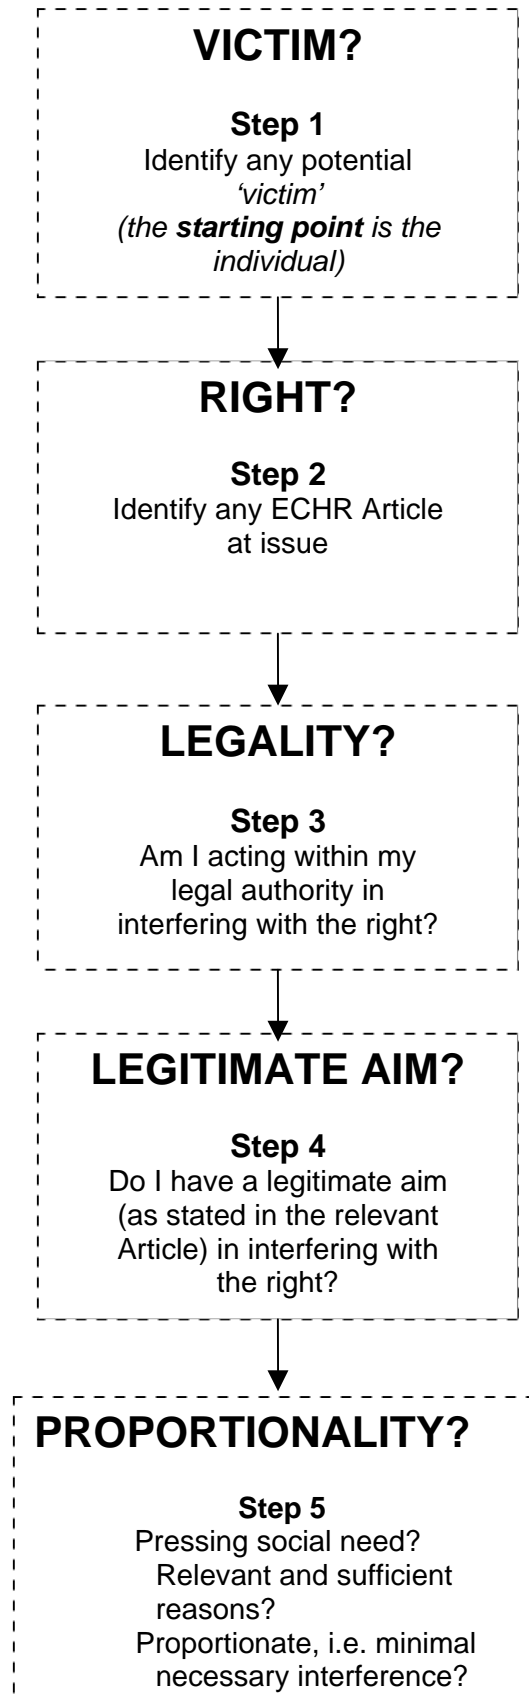 VICTIM?
Step 1
Identify any potential
‘victim’
(the starting point is the
individual)
RIGHT?
Step 2
Identify any ECHR Article
at issue
LEGALITY?
Step 3
Am I acting within my
legal authority in
interfering with the right?
LEGITIMATE AIM?
Step 4
Do I have a legitimate aim
(as stated in the relevant
Article) in interfering with
the right?
PROPORTIONALITY?
Step 5
Pressing social need?
Relevant and sufficient
reasons?
Proportionate, i.e. minimal
necessary interference?